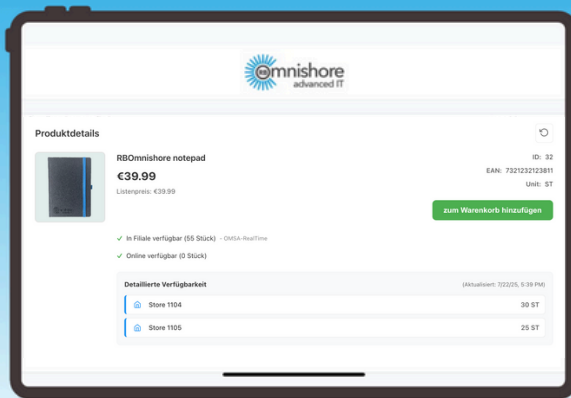 RBOmnishore
advanced IT
Produktdetails
RBOmnishore notepad
€39.99
Listenpreis: €39.99
ID: 32
EAN: 7321232123811
Unit: ST
zum Warenkorb hinzufügen
In Filiale verfügbar (55 Stück) - OMSA-RealTime
Online verfügbar (0 Stück)
Detaillierte Verfügbarkeit
(Aktualisiert: 7/22/25, 5:39 PM)
Store 1104
30 ST
Store 1105
25 ST